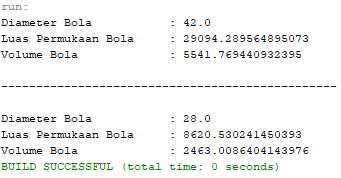 run:
Diameter Bola : 42.0
Luas Permukaan Bola : 29094.289564895073
Volume Bola : 5541.769440932395
------------------------------------------------
Diameter Bola : 28.0
Luas Permukaan Bola : 8620.530241450393
Volume Bola : 2463.0086404143976
BUILD SUCCESSFUL (total time: 0 seconds)